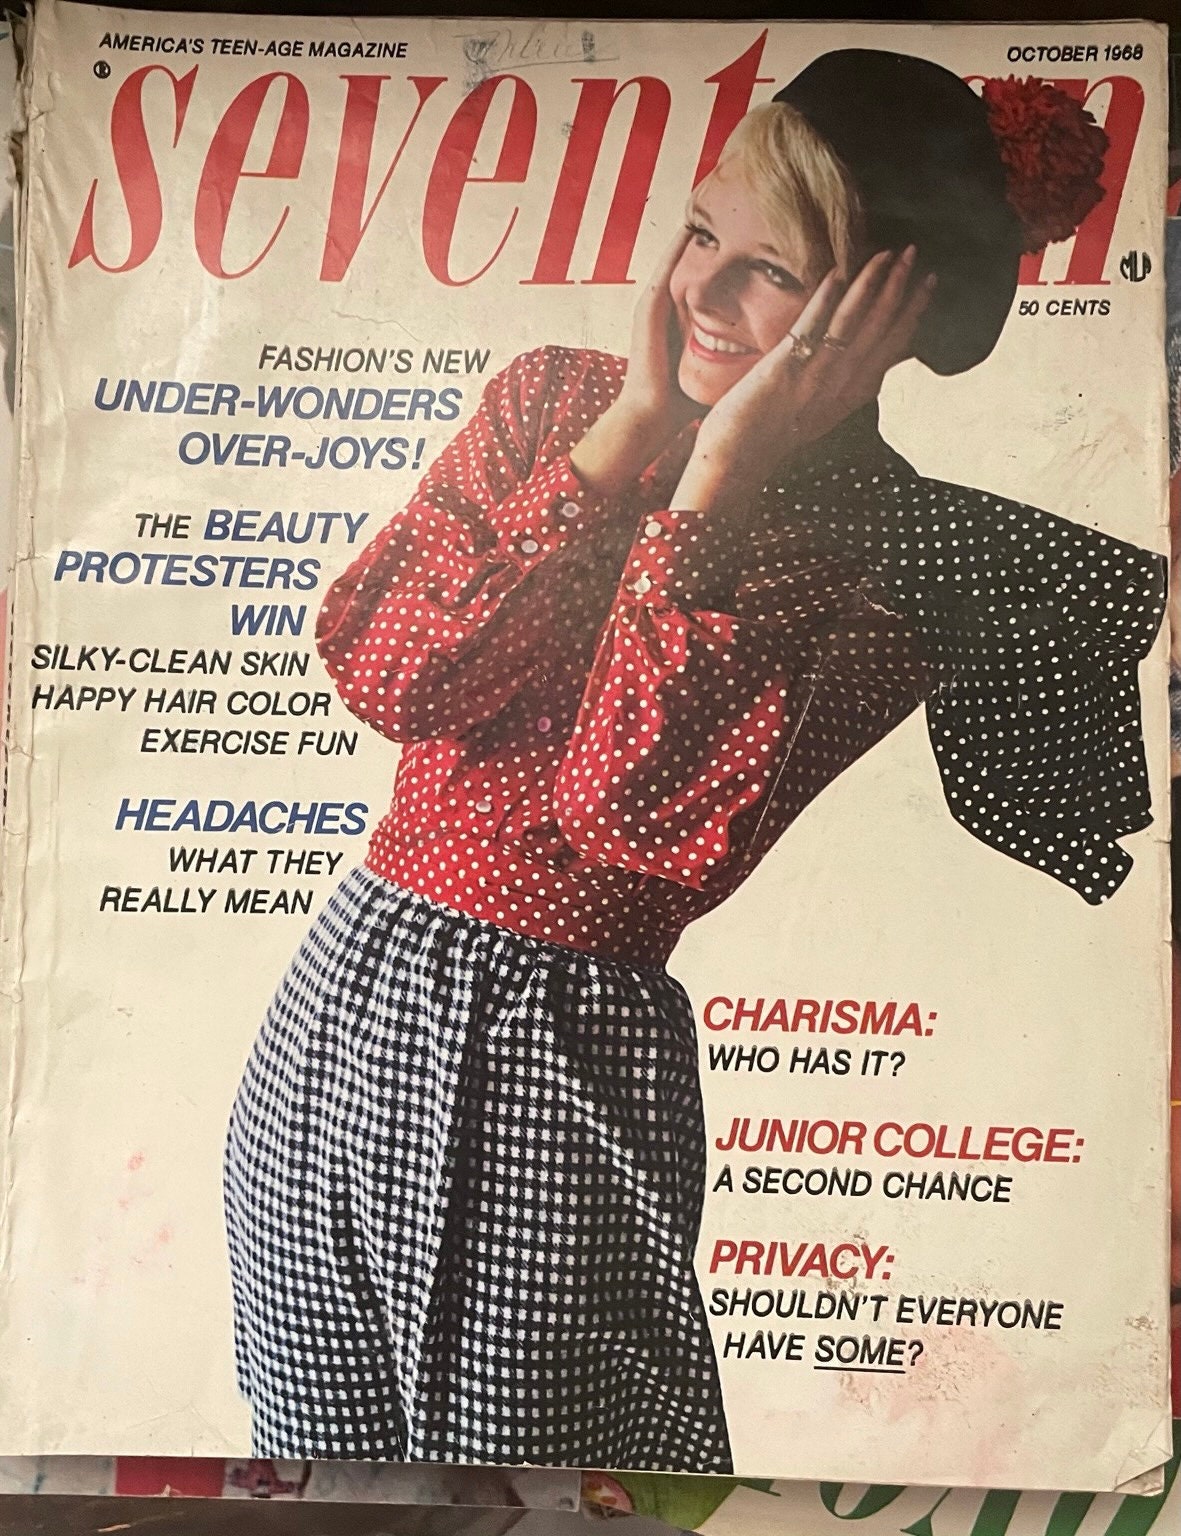 AMERICA'S TEEN-AGE MAGAZINE
OCTOBER 1968
®
seventeen
MLP
50 CENTS
FASHION'S NEW
UNDER-WONDERS
OVER-JOYS!
THE BEAUTY
PROTESTERS
WIN
SILKY-CLEAN SKIN
HAPPY HAIR COLOR
EXERCISE FUN
HEADACHES
WHAT THEY
REALLY MEAN
CHARISMA:
WHO HAS IT?
JUNIOR COLLEGE:
A SECOND CHANCE
PRIVACY:
SHOULDN'T EVERYONE
HAVE SOME?